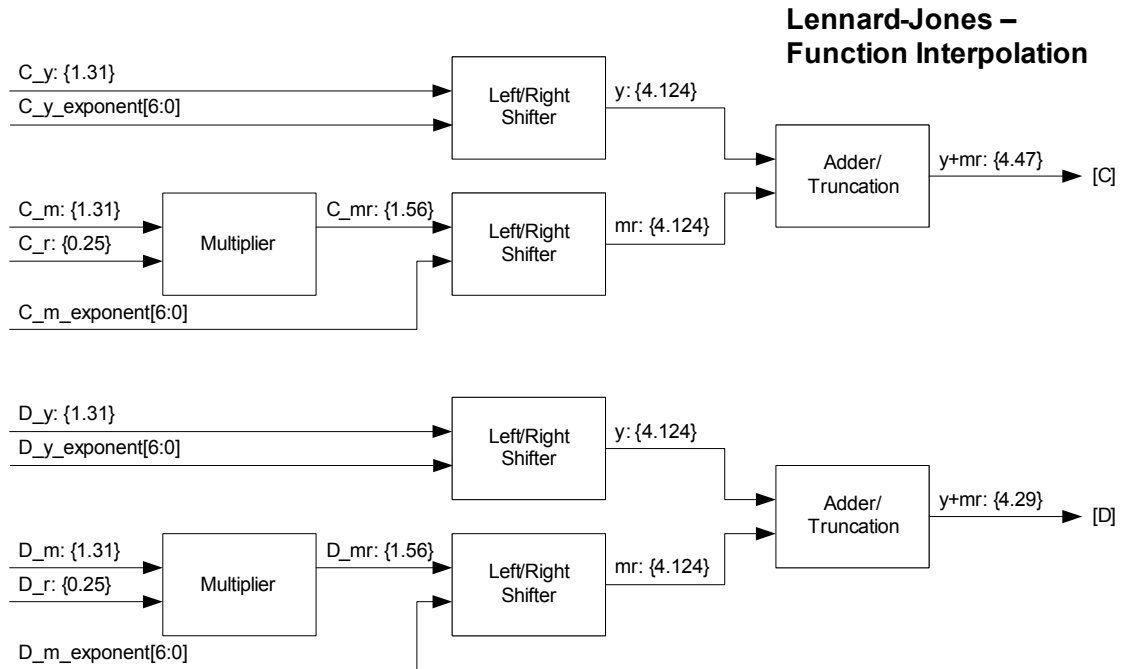 Lennard-Jones –
Function Interpolation
C_y: {1.31}
C_y_exponent[6:0]
Left/Right
Shifter
y: {4.124}
Adder/
Truncation
y+mr: {4.47}
[C]
C_m: {1.31}
C_r: {0.25}
Multiplier
C_mr: {1.56}
Left/Right
Shifter
mr: {4.124}
C_m_exponent[6:0]
D_y: {1.31}
D_y_exponent[6:0]
Left/Right
Shifter
y: {4.124}
Adder/
Truncation
y+mr: {4.29}
[D]
D_m: {1.31}
D_r: {0.25}
Multiplier
D_mr: {1.56}
Left/Right
Shifter
mr: {4.124}
D_m_exponent[6:0]